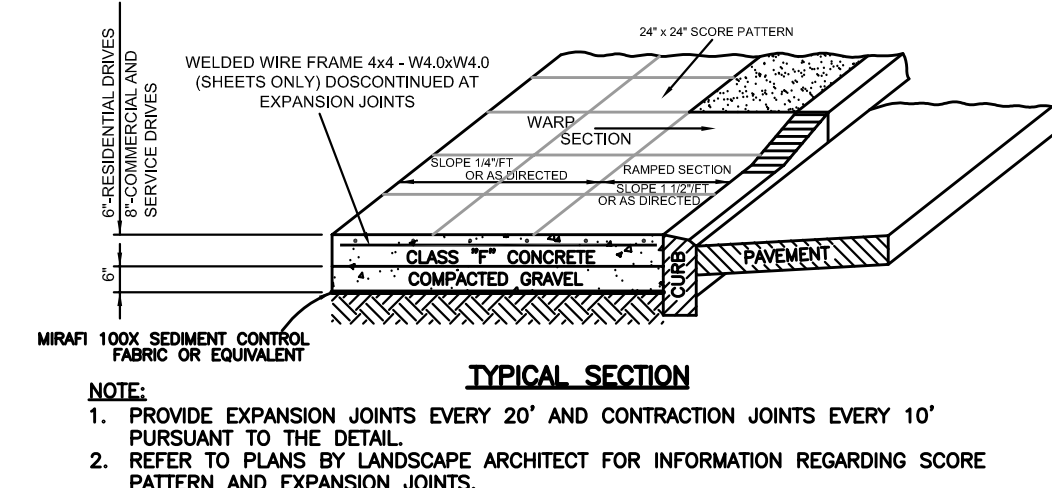 24" x 24" SCORE PATTERN
WELDED WIRE FRAME 4x4 - W4.0xW4.0
(SHEETS ONLY) DOSCONTINUED AT
EXPANSION JOINTS
6"-RESIDENTIAL DRIVES
8"-COMMERCIAL AND
SERVICE DRIVES
WARP
SECTION
SLOPE 1/4"/FT
OR AS DIRECTED
RAMPED SECTION
SLOPE 1 1/2"/FT
OR AS DIRECTED
CLASS "F" CONCRETE
COMPACTED GRAVEL
CURB
PAVEMENT
6"
MIRAFI 100X SEDIMENT CONTROL
FABRIC OR EQUIVALENT
TYPICAL SECTION
NOTE:
1. PROVIDE EXPANSION JOINTS EVERY 20' AND CONTRACTION JOINTS EVERY 10'
PURSUANT TO THE DETAIL.
2. REFER TO PLANS BY LANDSCAPE ARCHITECT FOR INFORMATION REGARDING SCORE
PATTERN AND EXPANSION JOINTS.